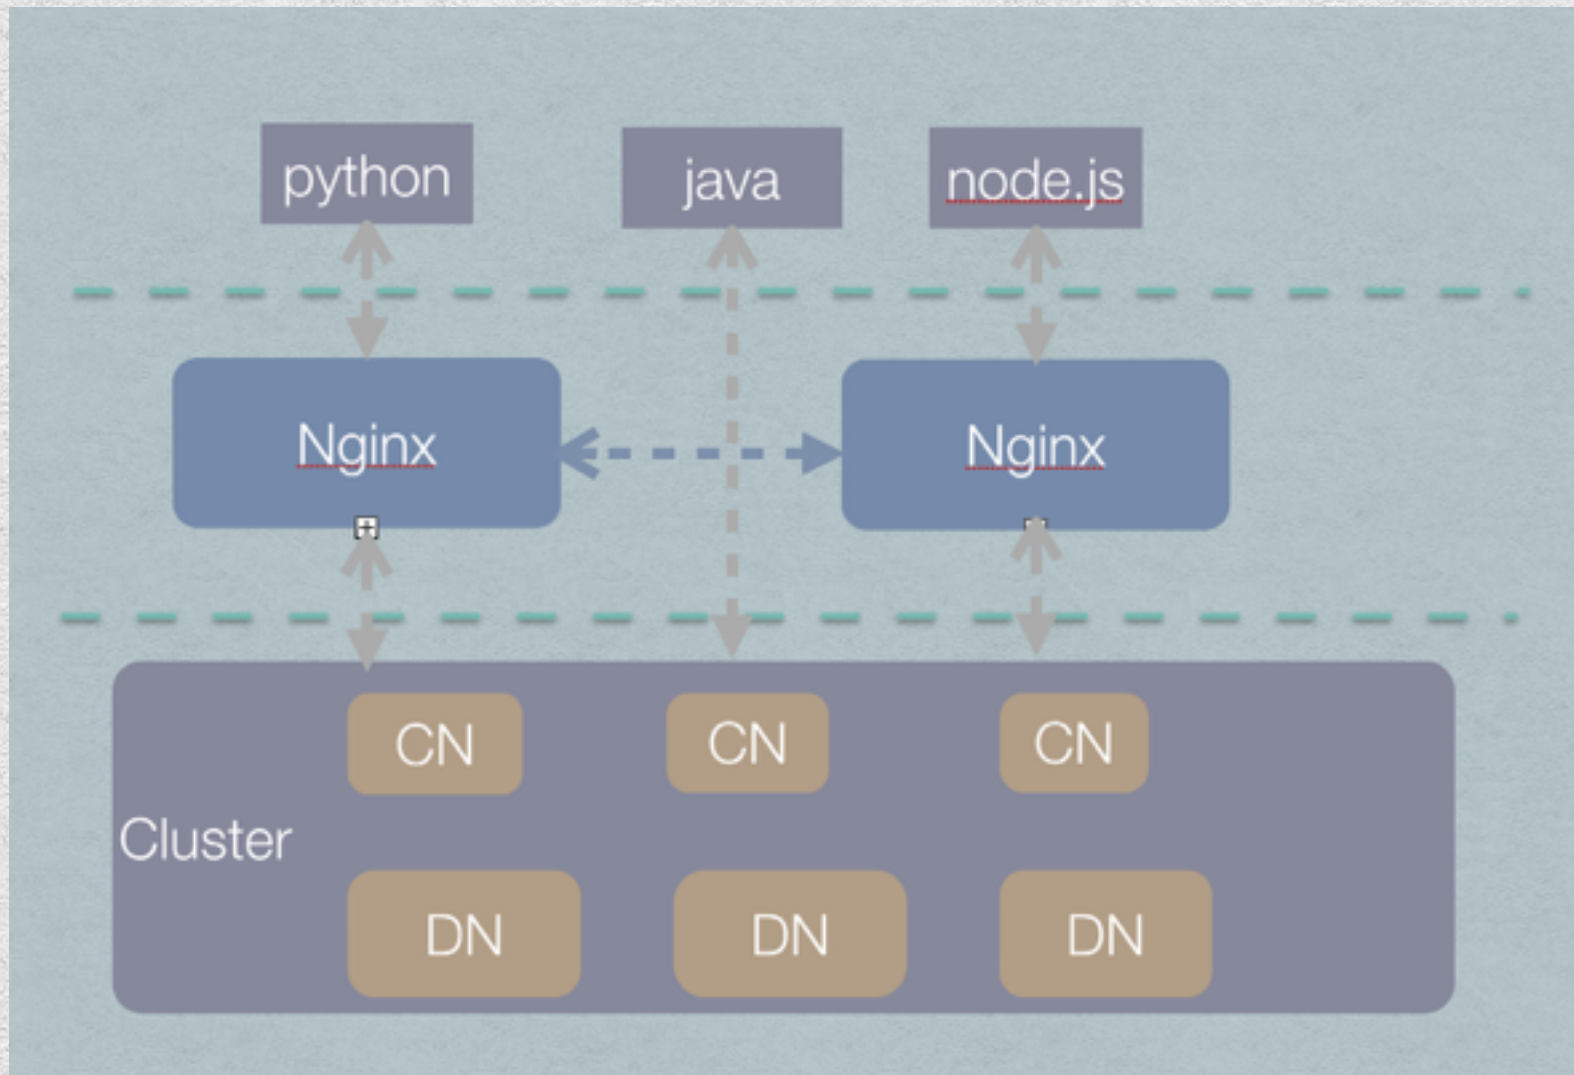 python
java
node.js
Nginx
Nginx
CN
CN
CN
Cluster
DN
DN
DN